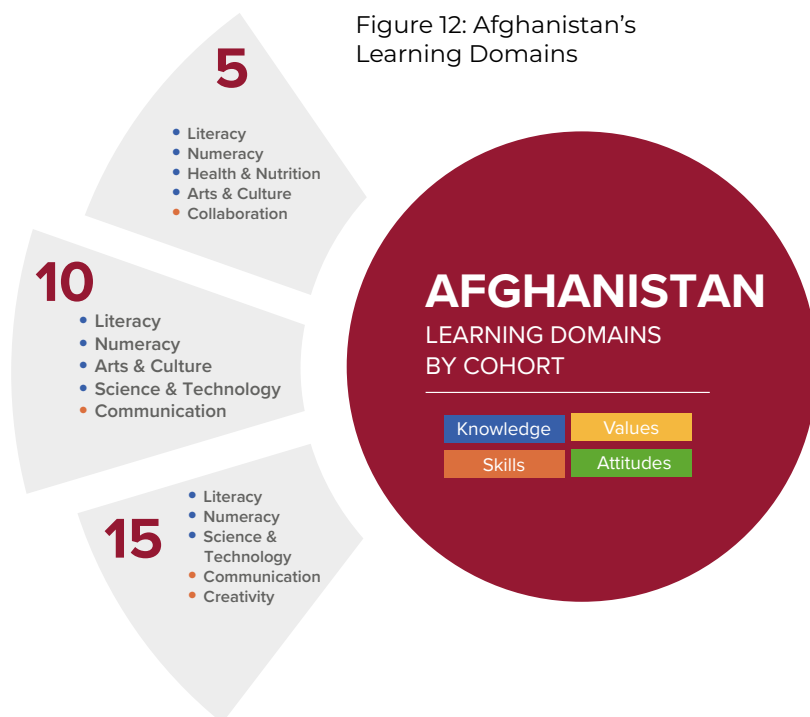 Figure 12: Afghanistan's
Learning Domains
5
• Literacy
• Numeracy
• Health & Nutrition
• Arts & Culture
• Collaboration
10
• Literacy
• Numeracy
• Arts & Culture
• Science & Technology
• Communication
15
• Literacy
• Numeracy
• Science &
Technology
• Communication
• Creativity
AFGHANISTAN
LEARNING DOMAINS
BY COHORT
Knowledge Values
Skills Attitudes